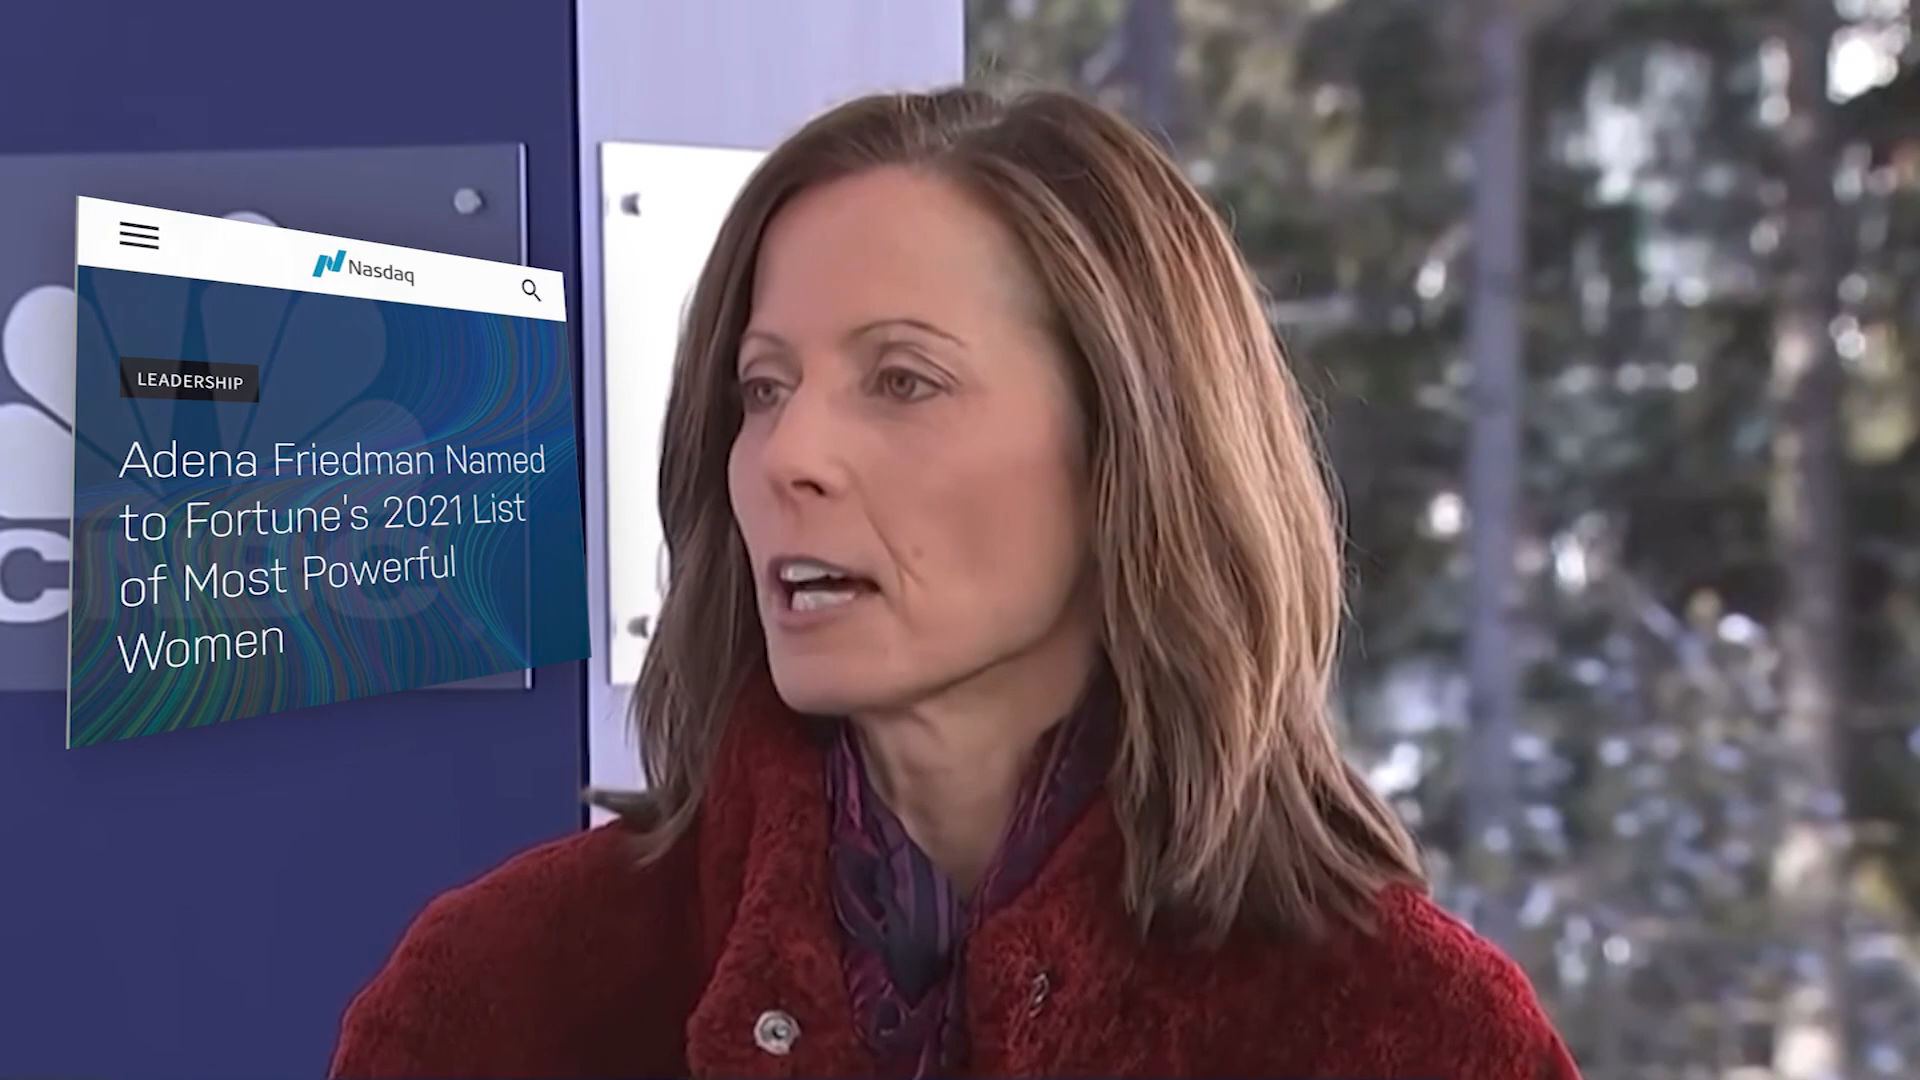 Nasdaq
LEADERSHIP
Adena Friedman Named
to Fortune's 2021 List
of Most Powerful
Women